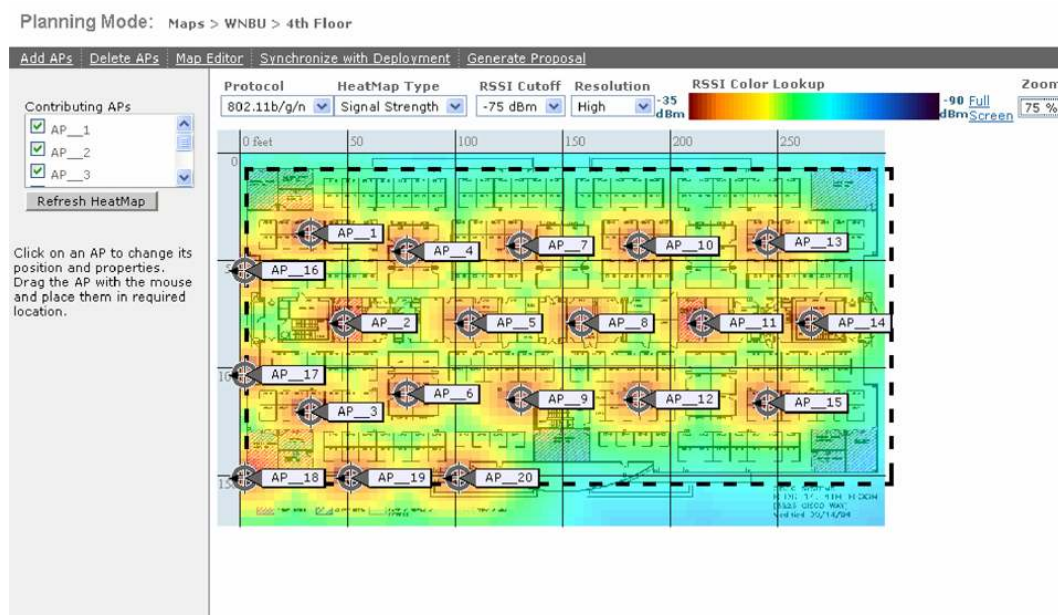 Planning Mode: Maps > WNBU > 4th Floor
Add APs Delete APs Map Editor Synchronize with Deployment Generate Proposal
Protocol HeatMap Type RSSI Cutoff Resolution RSSI Color Lookup Zoom
802.11b/g/n Signal Strength -75 dBm High -35 dBm -90 dBm Full Screen 75 %
Contributing APs
AP__1
AP__2
AP__3
Refresh HeatMap
Click on an AP to change its
position and properties.
Drag the AP with the mouse
and place them in required
location.
0 feet 50 100 150 200 250
0
AP__1 AP__4 AP__7 AP__10 AP__13
AP__16
AP__2 AP__5 AP__8 AP__11 AP__14
AP__17
AP__3 AP__6 AP__9 AP__12 AP__15
AP__18 AP__19 AP__20
4TH FLOOR